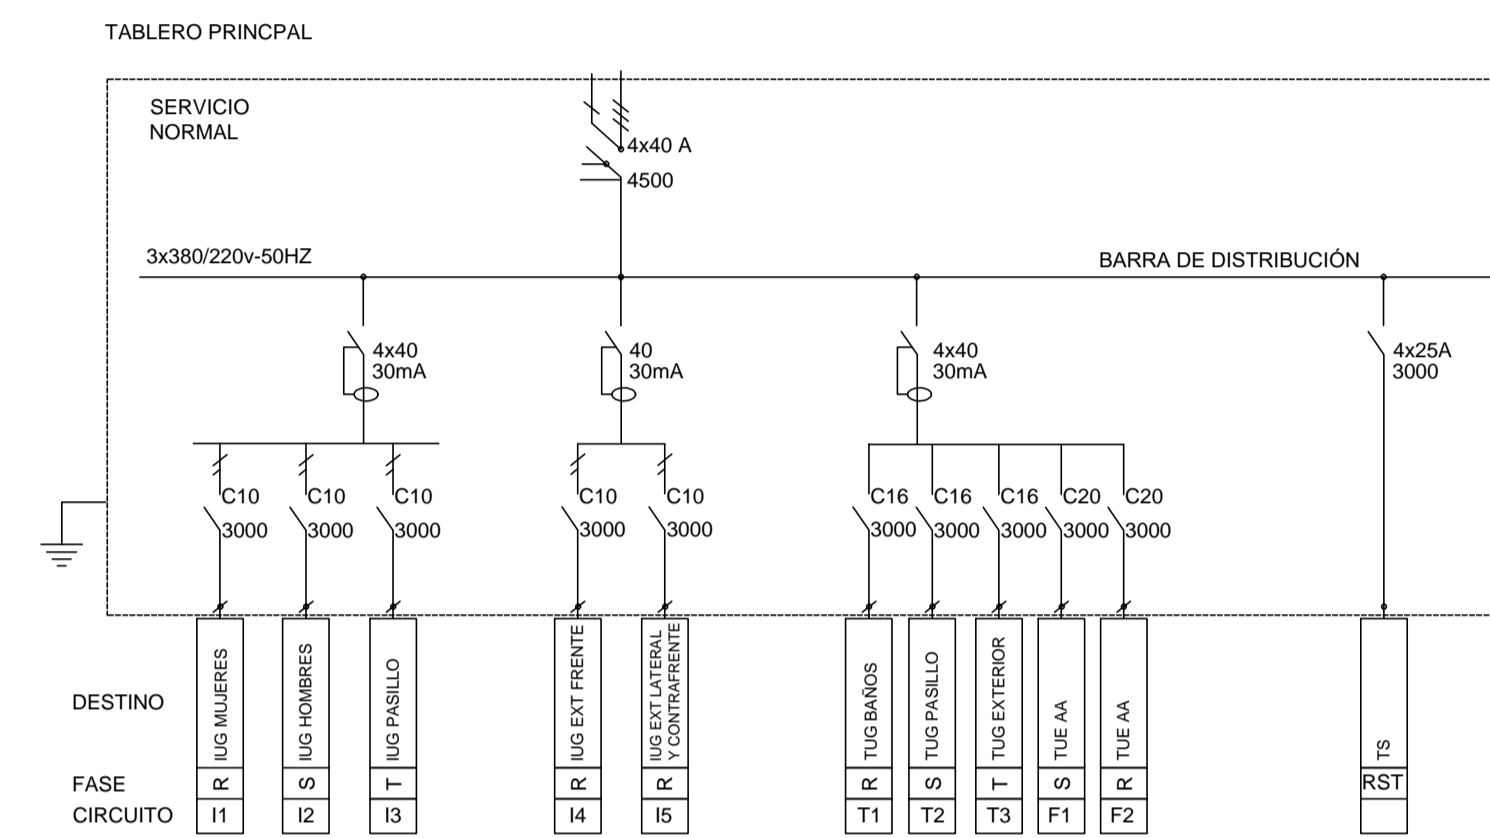 TABLERO PRINCPAL
SERVICIO
NORMAL
4x40 A
4500
3x380/220v-50HZ
BARRA DE DISTRIBUCIÓN
4x40
30mA
40
30mA
4x40
30mA
4x25A
3000
C10
3000
C10
3000
C10
3000
C10
3000
C10
3000
C16
3000
C16
3000
C16
3000
C20
3000
C20
3000
DESTINO
IUG MUJERES
IUG HOMBRES
IUG PASILLO
IUG EXT FRENTE
IUG EXT LATERAL
Y CONTRAFRENTE
TUG BAÑOS
TUG PASILLO
TUG EXTERIOR
TUE AA
TUE AA
TS
FASE R S T R R R S T S R RST
CIRCUITO I1 I2 I3 I4 I5 T1 T2 T3 F1 F2